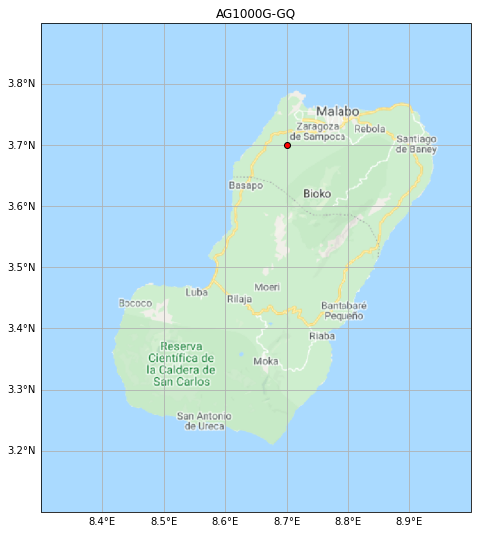 AG1000G-GQ
3.8°N
3.7°N
3.6°N
3.5°N
3.4°N
3.3°N
3.2°N
Malabo
Zaragoza
de Sampoca
Rebola
Santiago
de Baney
Basapo
Bioko
Moeri
Luba
Rilaja
Bococo
Bantabaré
Pequeño
Riaba
Reserva
Científica de
la Caldera de
San Carlos
Moka
San Antonio
de Ureca
8.4°E 8.5°E 8.6°E 8.7°E 8.8°E 8.9°E